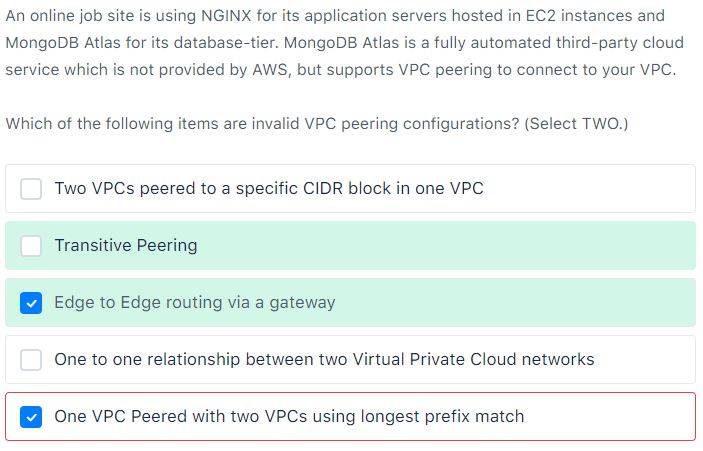 An online job site is using NGINX for its application servers hosted in EC2 instances and
MongoDB Atlas for its database-tier. MongoDB Atlas is a fully automated third-party cloud
service which is not provided by AWS, but supports VPC peering to connect to your VPC.
Which of the following items are invalid VPC peering configurations? (Select TWO.)
Two VPCs peered to a specific CIDR block in one VPC
Transitive Peering
Edge to Edge routing via a gateway
One to one relationship between two Virtual Private Cloud networks
One VPC Peered with two VPCs using longest prefix match